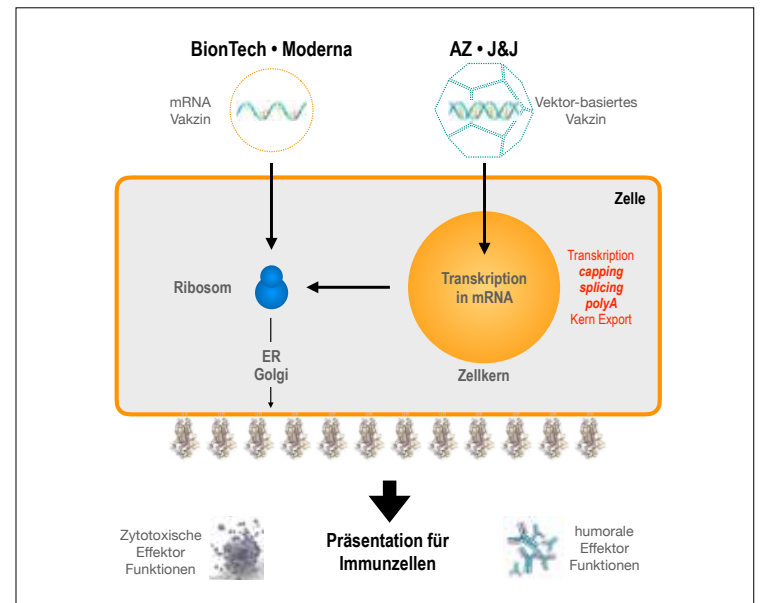 BionTech • Moderna
AZ • J&J
mRNA
Vakzin
Vektor-basiertes
Vakzin
Zelle
Ribosom
Transkription
in mRNA
Transkription
capping
splicing
polyA
Kern Export
ER
Golgi
Zellkern
Zytotoxische
Effektor
Funktionen
Präsentation für
Immunzellen
humorale
Effektor
Funktionen